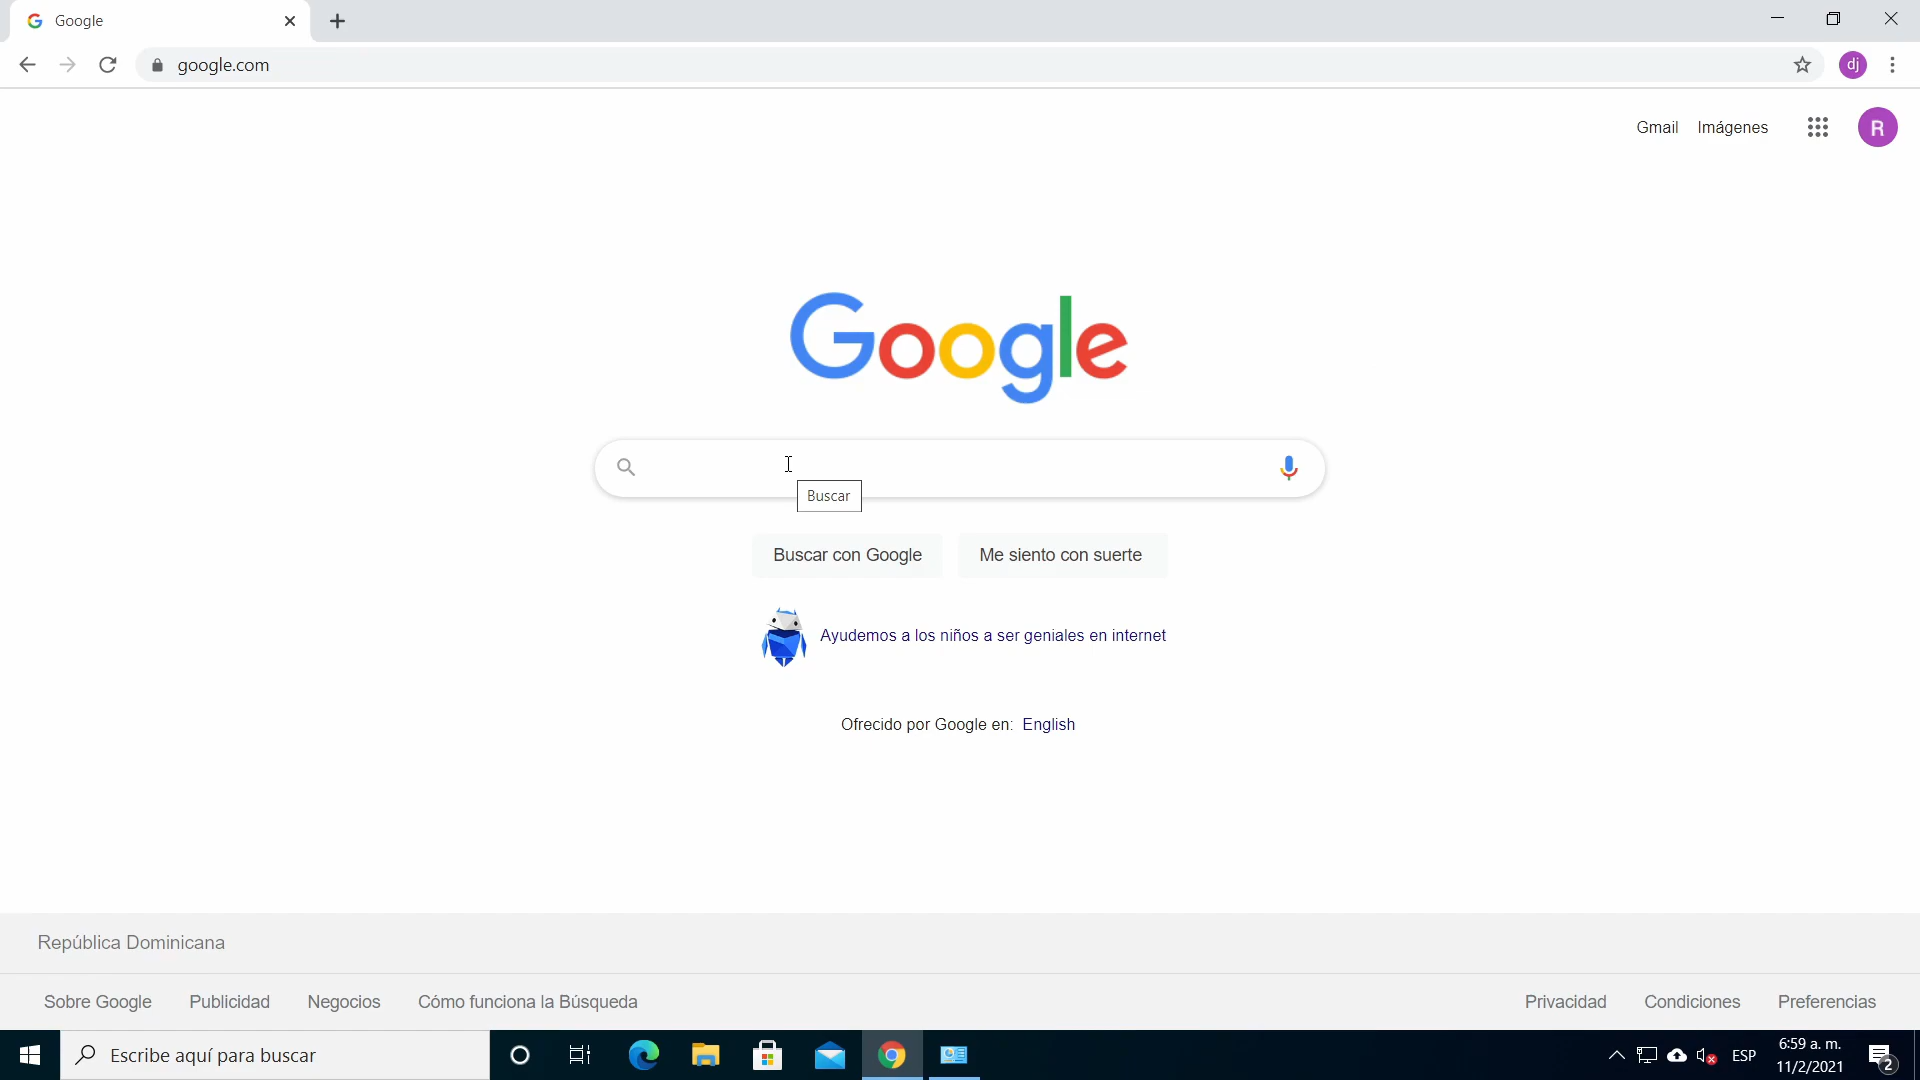 Google
google.com
dj
Gmail Imágenes
R
Google
Buscar
Buscar con Google Me siento con suerte
Ayudemos a los niños a ser geniales en internet
Ofrecido por Google en: English
República Dominicana
Sobre Google Publicidad Negocios Cómo funciona la Búsqueda Privacidad Condiciones Preferencias
Escribe aquí para buscar
ESP
6:59 a. m.
11/2/2021
2